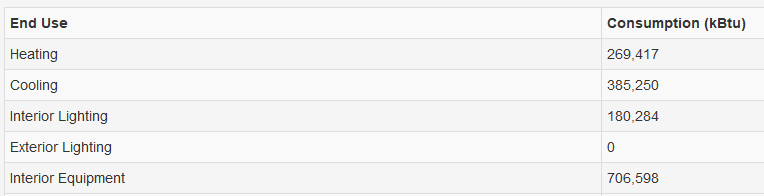 End Use Consumption (kBtu)
Heating 269,417
Cooling 385,250
Interior Lighting 180,284
Exterior Lighting 0
Interior Equipment 706,598